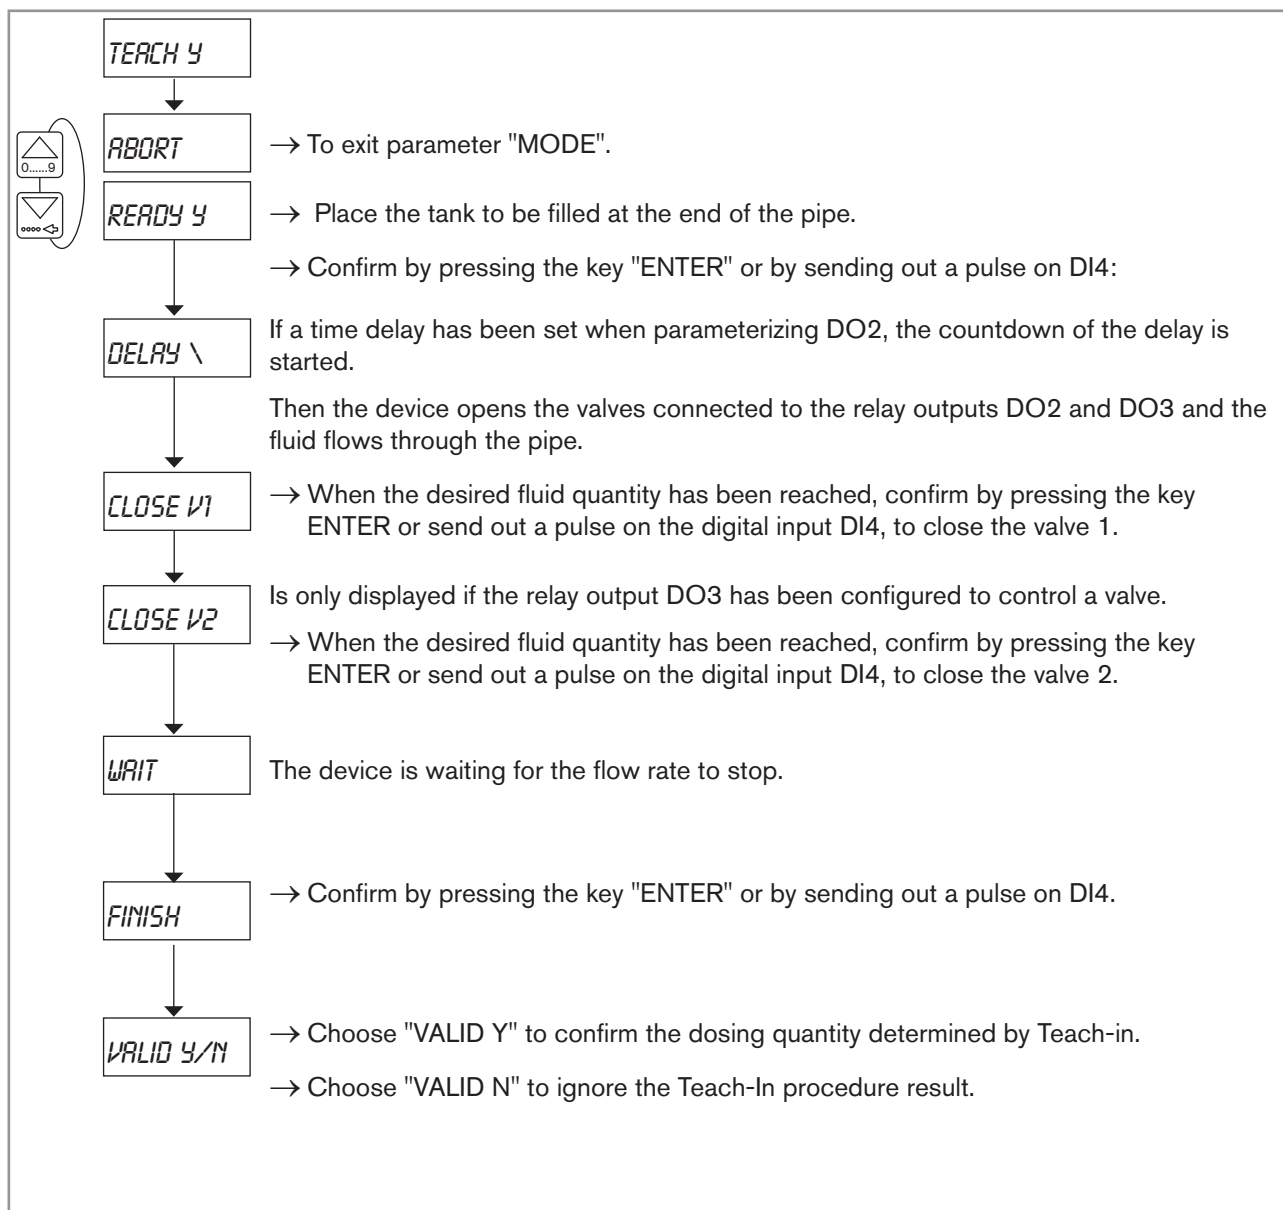 TEACH Y
ABORT
→ To exit parameter "MODE".
0......9
READY Y
→ Place the tank to be filled at the end of the pipe.
→ Confirm by pressing the key "ENTER" or by sending out a pulse on DI4:
DELAY \
If a time delay has been set when parameterizing DO2, the countdown of the delay is
started.
Then the device opens the valves connected to the relay outputs DO2 and DO3 and the
fluid flows through the pipe.
CLOSE V1
→ When the desired fluid quantity has been reached, confirm by pressing the key
ENTER or send out a pulse on the digital input DI4, to close the valve 1.
CLOSE V2
Is only displayed if the relay output DO3 has been configured to control a valve.
→ When the desired fluid quantity has been reached, confirm by pressing the key
ENTER or send out a pulse on the digital input DI4, to close the valve 2.
WAIT
The device is waiting for the flow rate to stop.
FINISH
→ Confirm by pressing the key "ENTER" or by sending out a pulse on DI4.
VALID Y/N
→ Choose "VALID Y" to confirm the dosing quantity determined by Teach-in.
→ Choose "VALID N" to ignore the Teach-In procedure result.